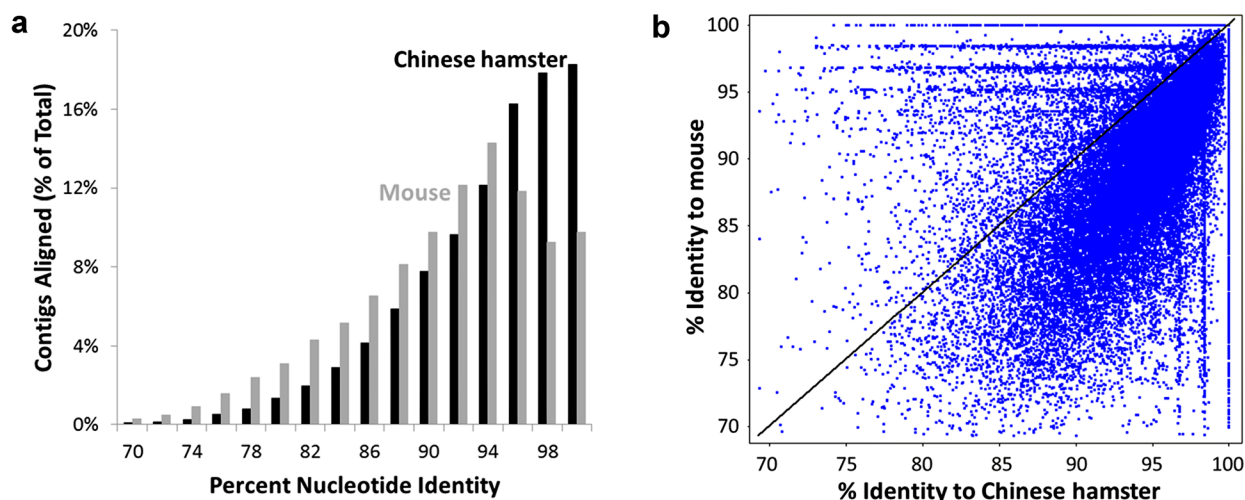 a
20%
16%
12%
8%
4%
0%
Contigs Aligned (% of Total)
Chinese hamster
Mouse
70 74 78 82 86 90 94 98
Percent Nucleotide Identity
b
100
95
90
85
80
75
70
% Identity to mouse
70 75 80 85 90 95 100
% Identity to Chinese hamster